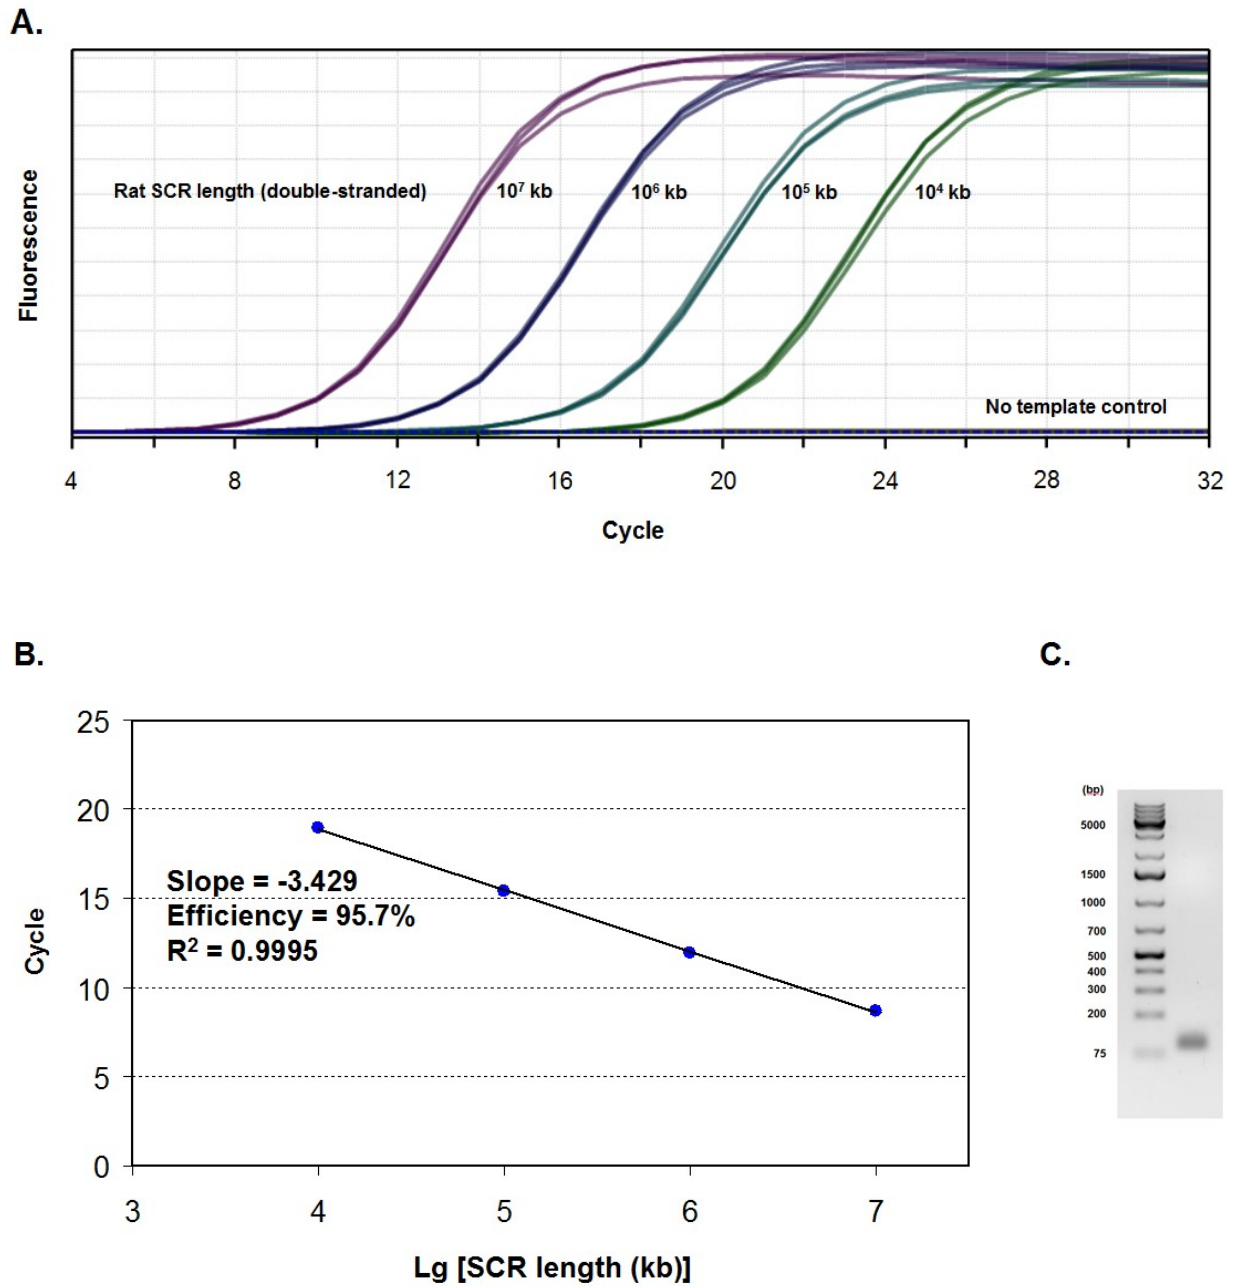 A.
Fluorescence
Rat SCR length (double-stranded)
10⁷ kb
10⁶ kb
10⁵ kb
10⁴ kb
No template control
4 8 12 16 20 24 28 32
Cycle
B.
Cycle
25
20
15
10
5
0
Slope = -3.429
Efficiency = 95.7%
R² = 0.9995
3 4 5 6 7
Lg [SCR length (kb)]
C.
(bp)
5000
1500
1000
700
500
400
300
200
75